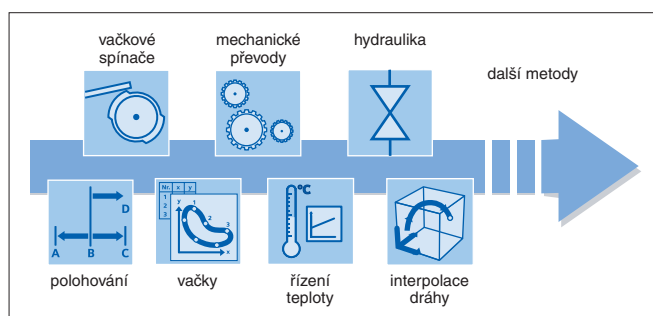 vačkové
spínače
mechanické
převody
hydraulika
další metody
Nr. x y
1
2
3
y
1
2
3
x
°C
D
A B C
polohování
vačky
řízení
teploty
interpolace
dráhy